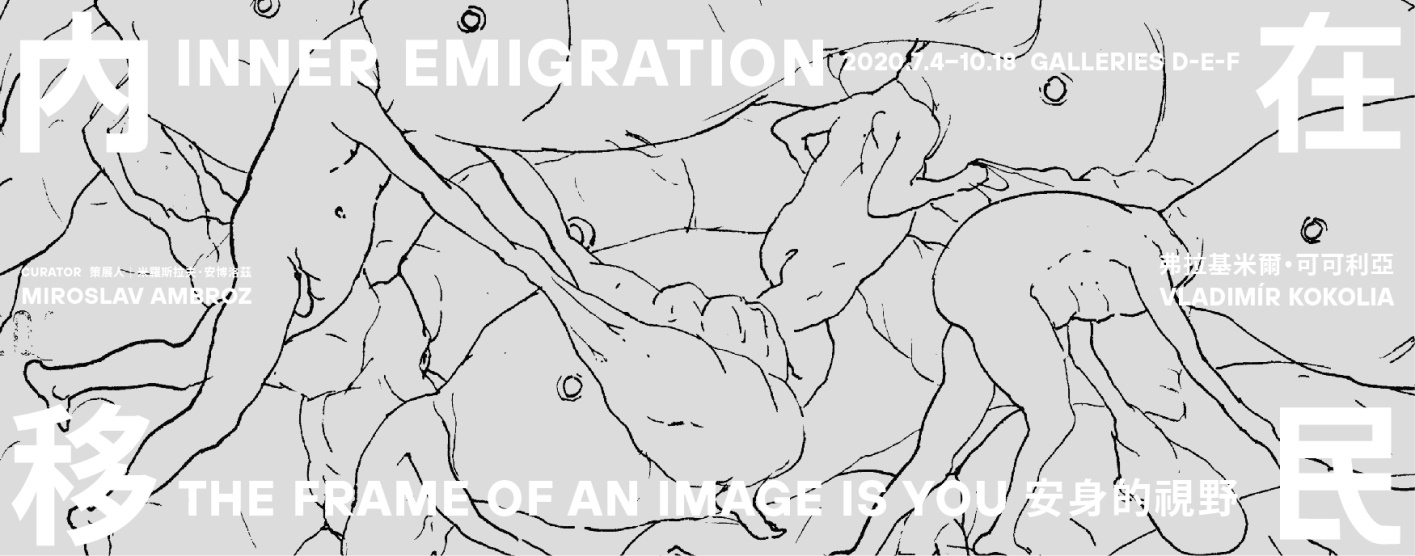 內在移民
INNER EMIGRATION
2020.7.4–10.18 GALLERIES D-E-F
CURATOR 策展人｜米羅斯拉夫·安博洛茲
MIROSLAV AMBROZ
弗拉基米爾·可可利亞
VLADIMÍR KOKOLIA
THE FRAME OF AN IMAGE IS YOU 安身的視野